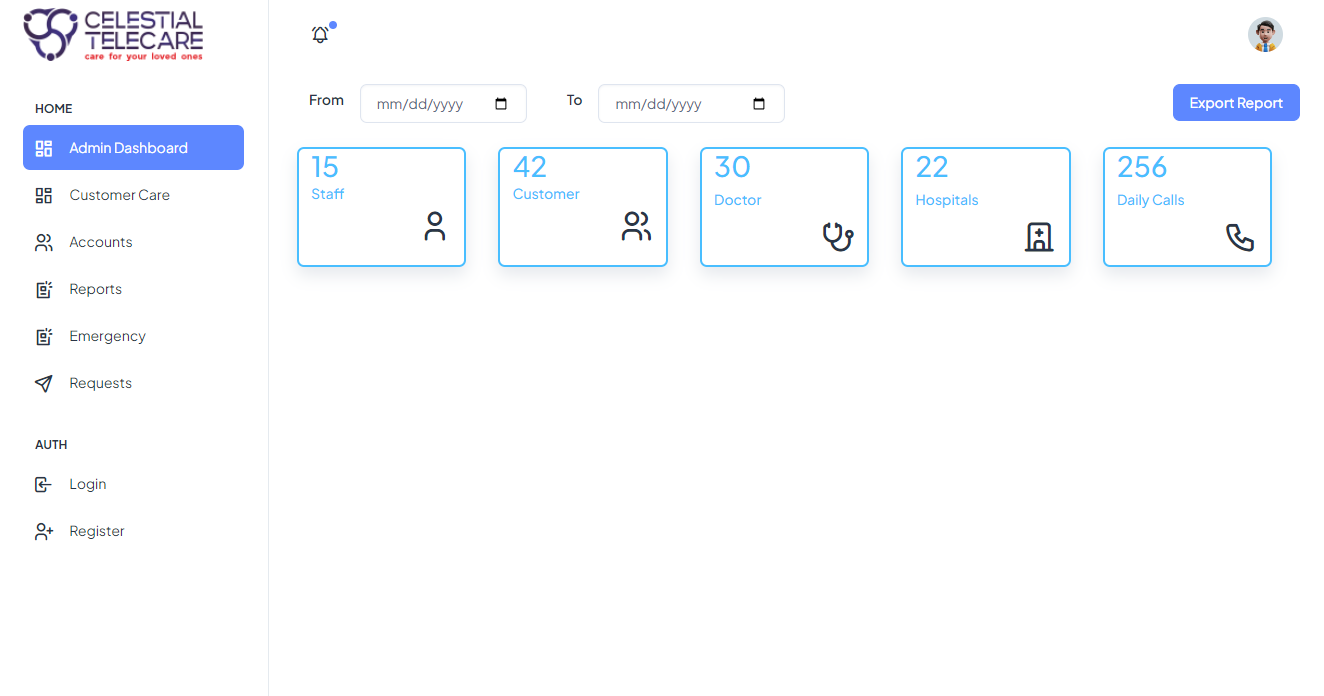 CELESTIAL
TELECARE
care for your loved ones
HOME
Admin Dashboard
Customer Care
Accounts
Reports
Emergency
Requests
AUTH
Login
Register
From mm/dd/yyyy To mm/dd/yyyy Export Report
15 42 30 22 256
Staff Customer Doctor Hospitals Daily Calls